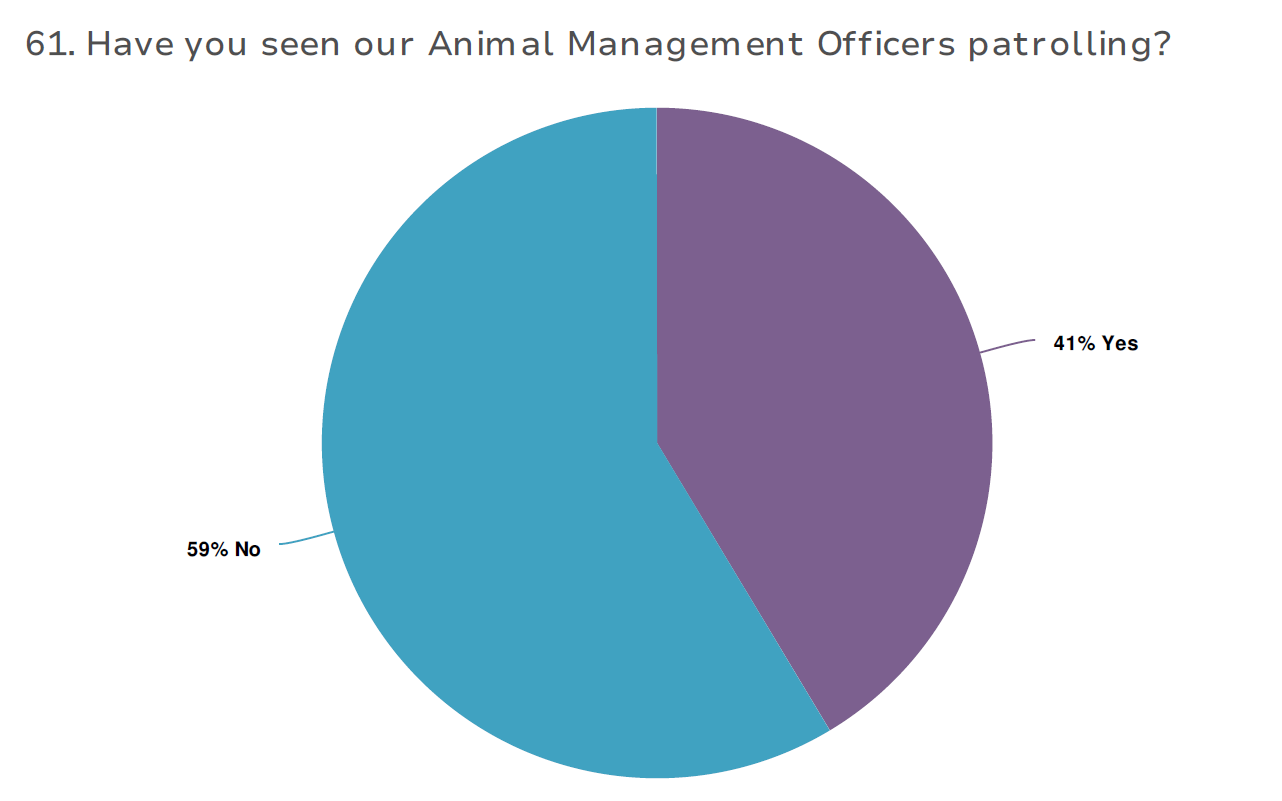 61. Have you seen our Animal Management Officers patrolling?
41% Yes
59% No